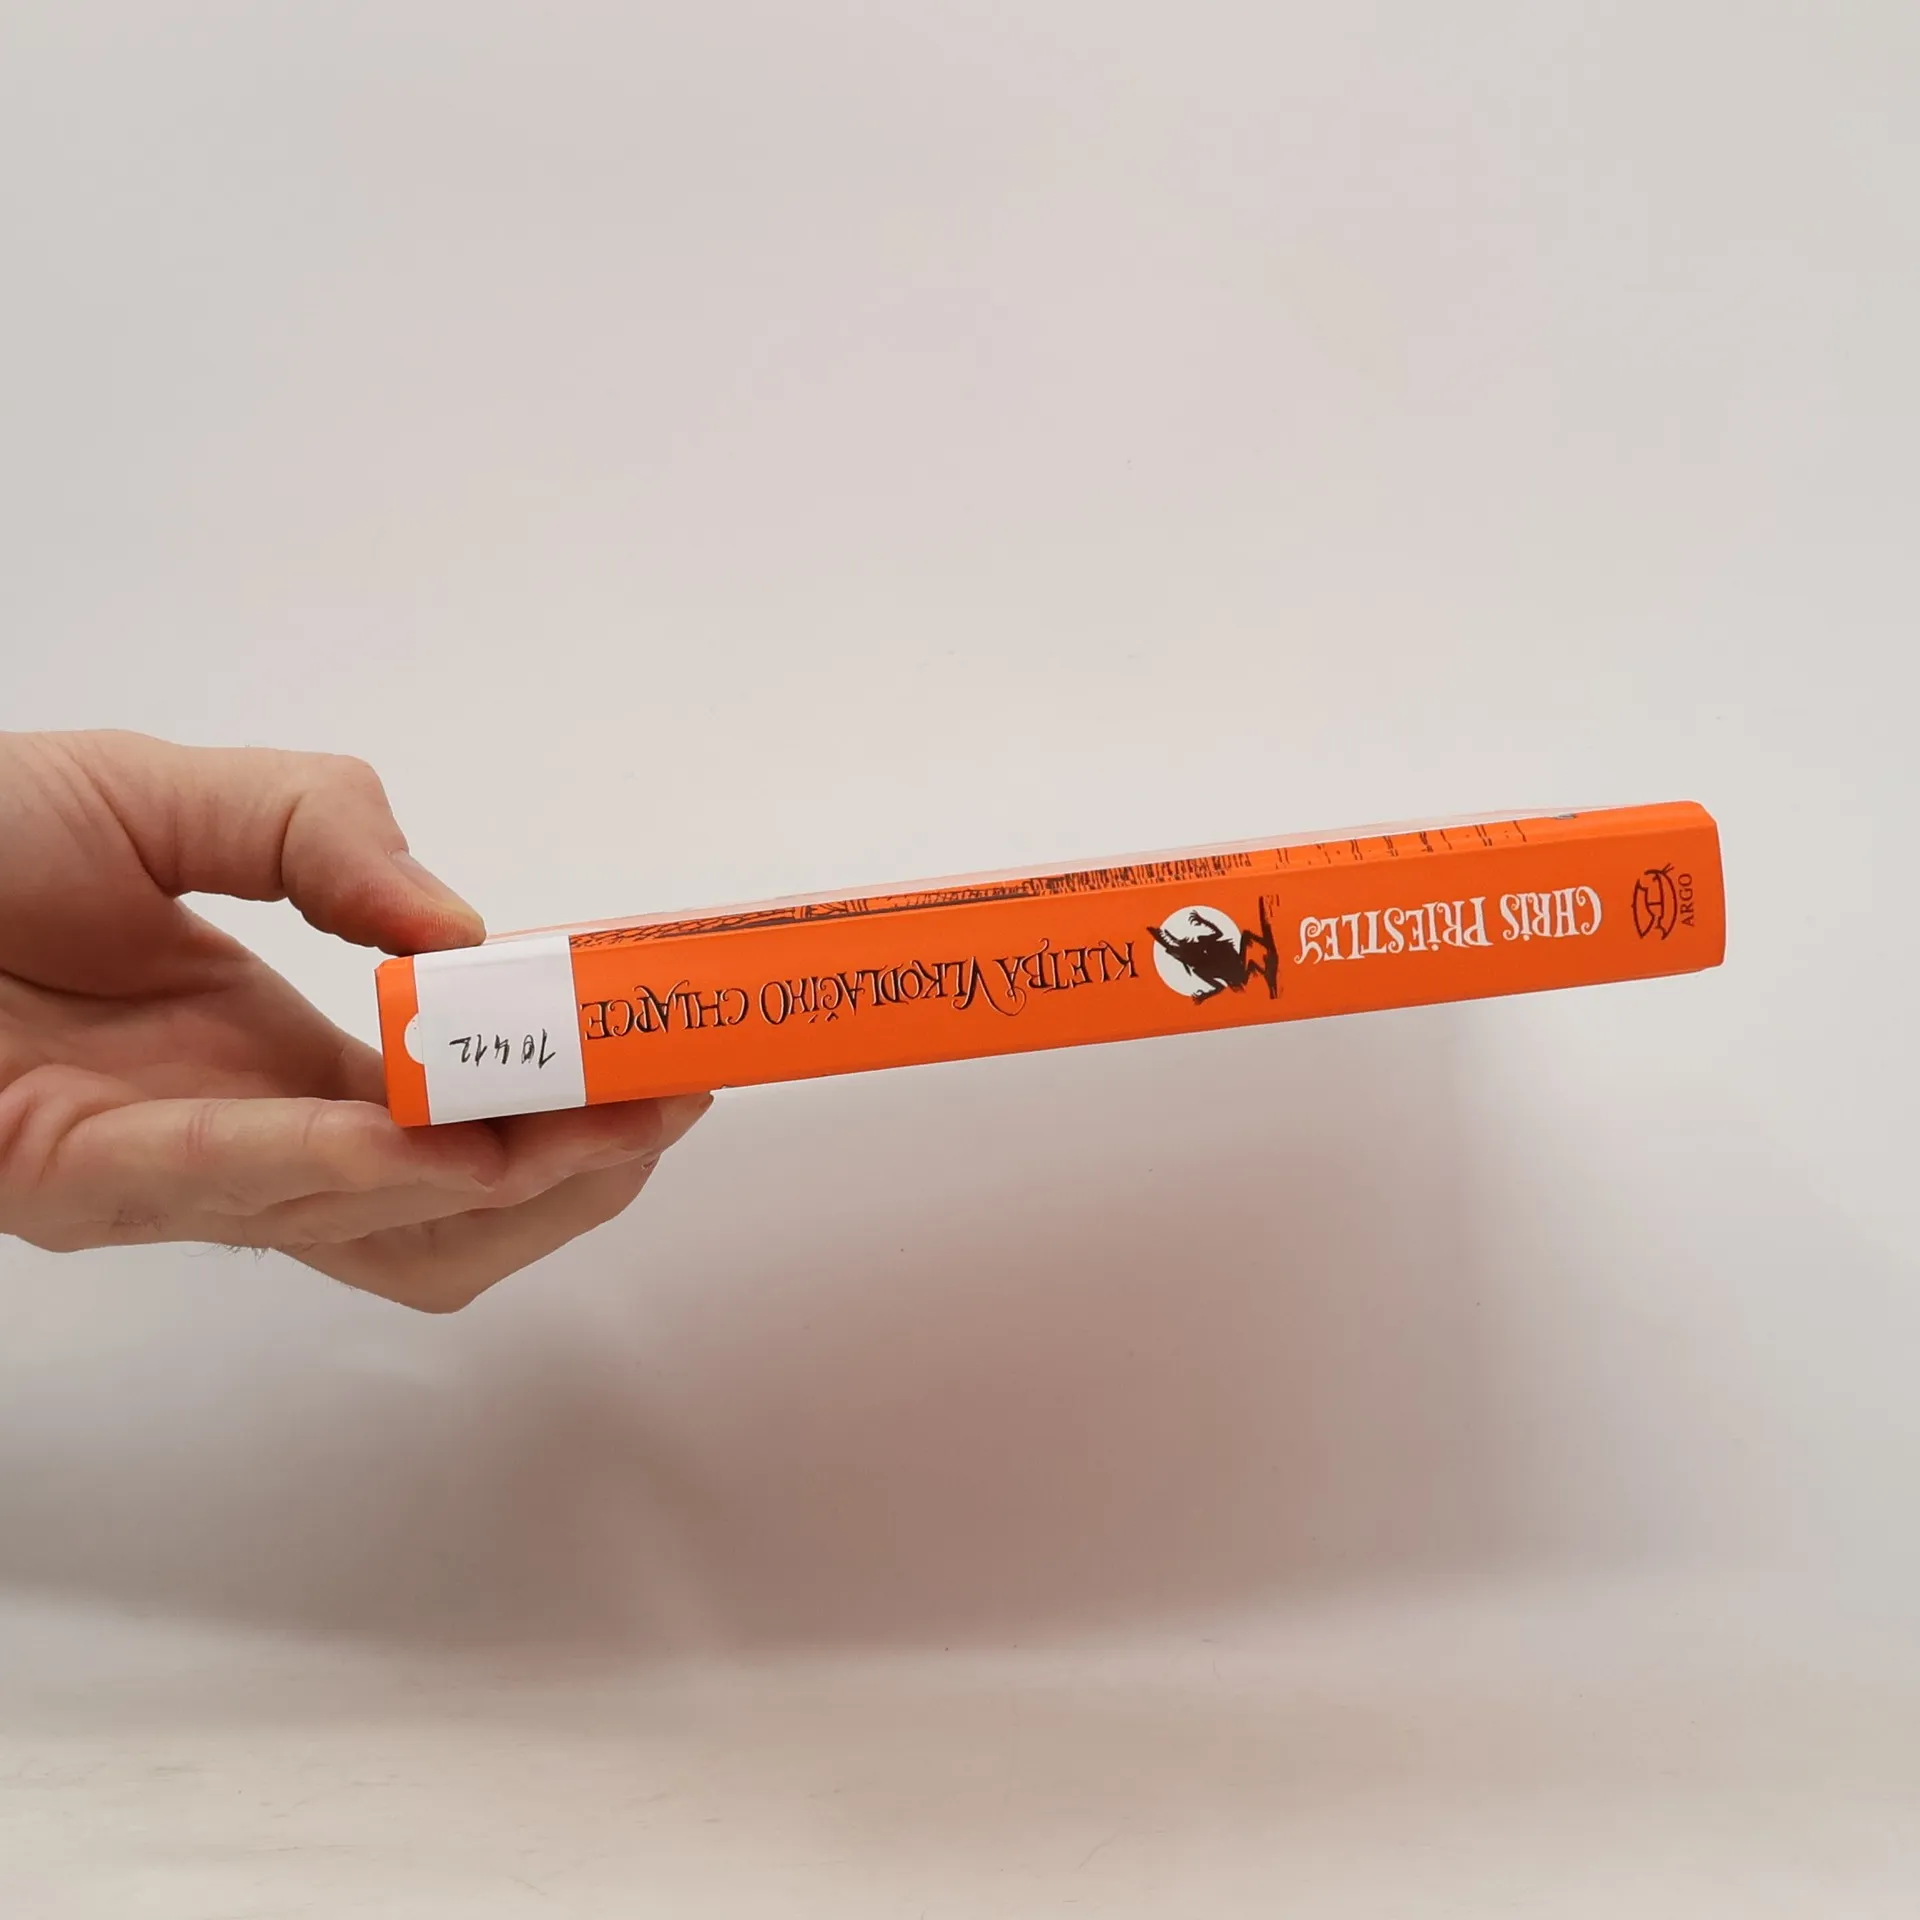 CHRIS PRIESTLEY
KLETBA VLKODLAČÍHO CHLAPCE
ARGO
10412